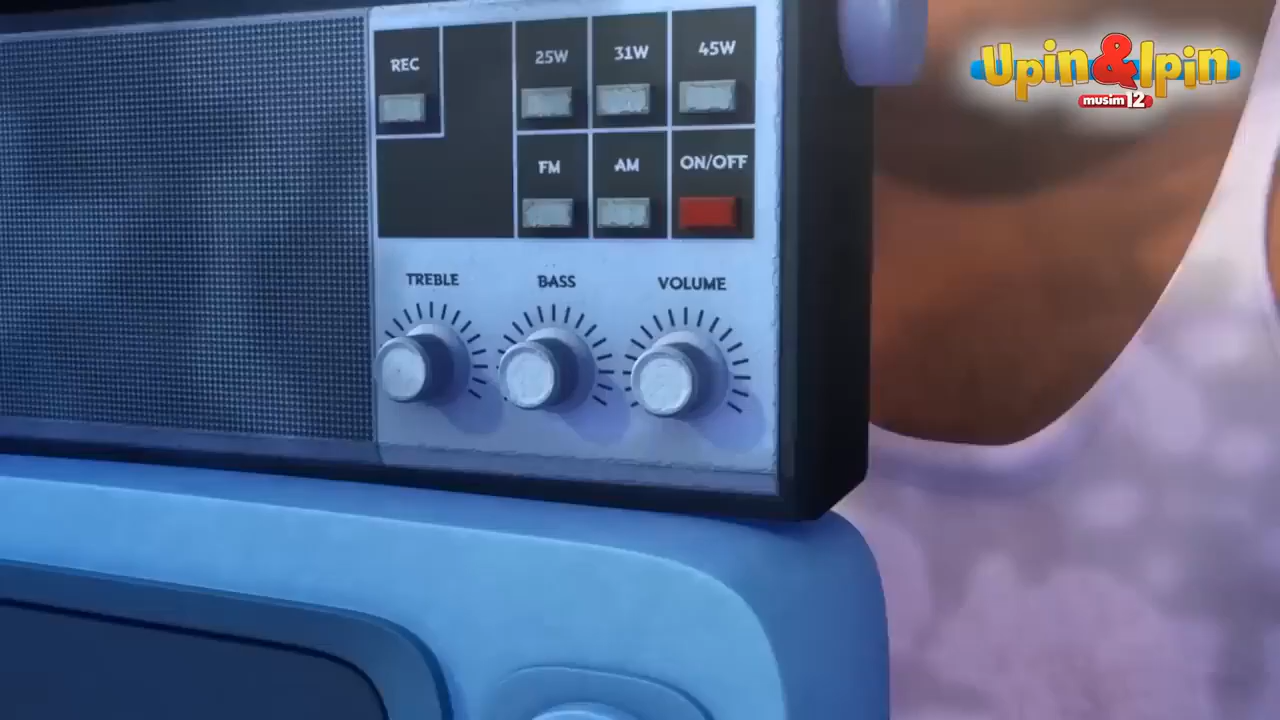 Upin&Ipin
musim 12
REC
25W
31W
45W
FM
AM
ON/OFF
TREBLE
BASS
VOLUME